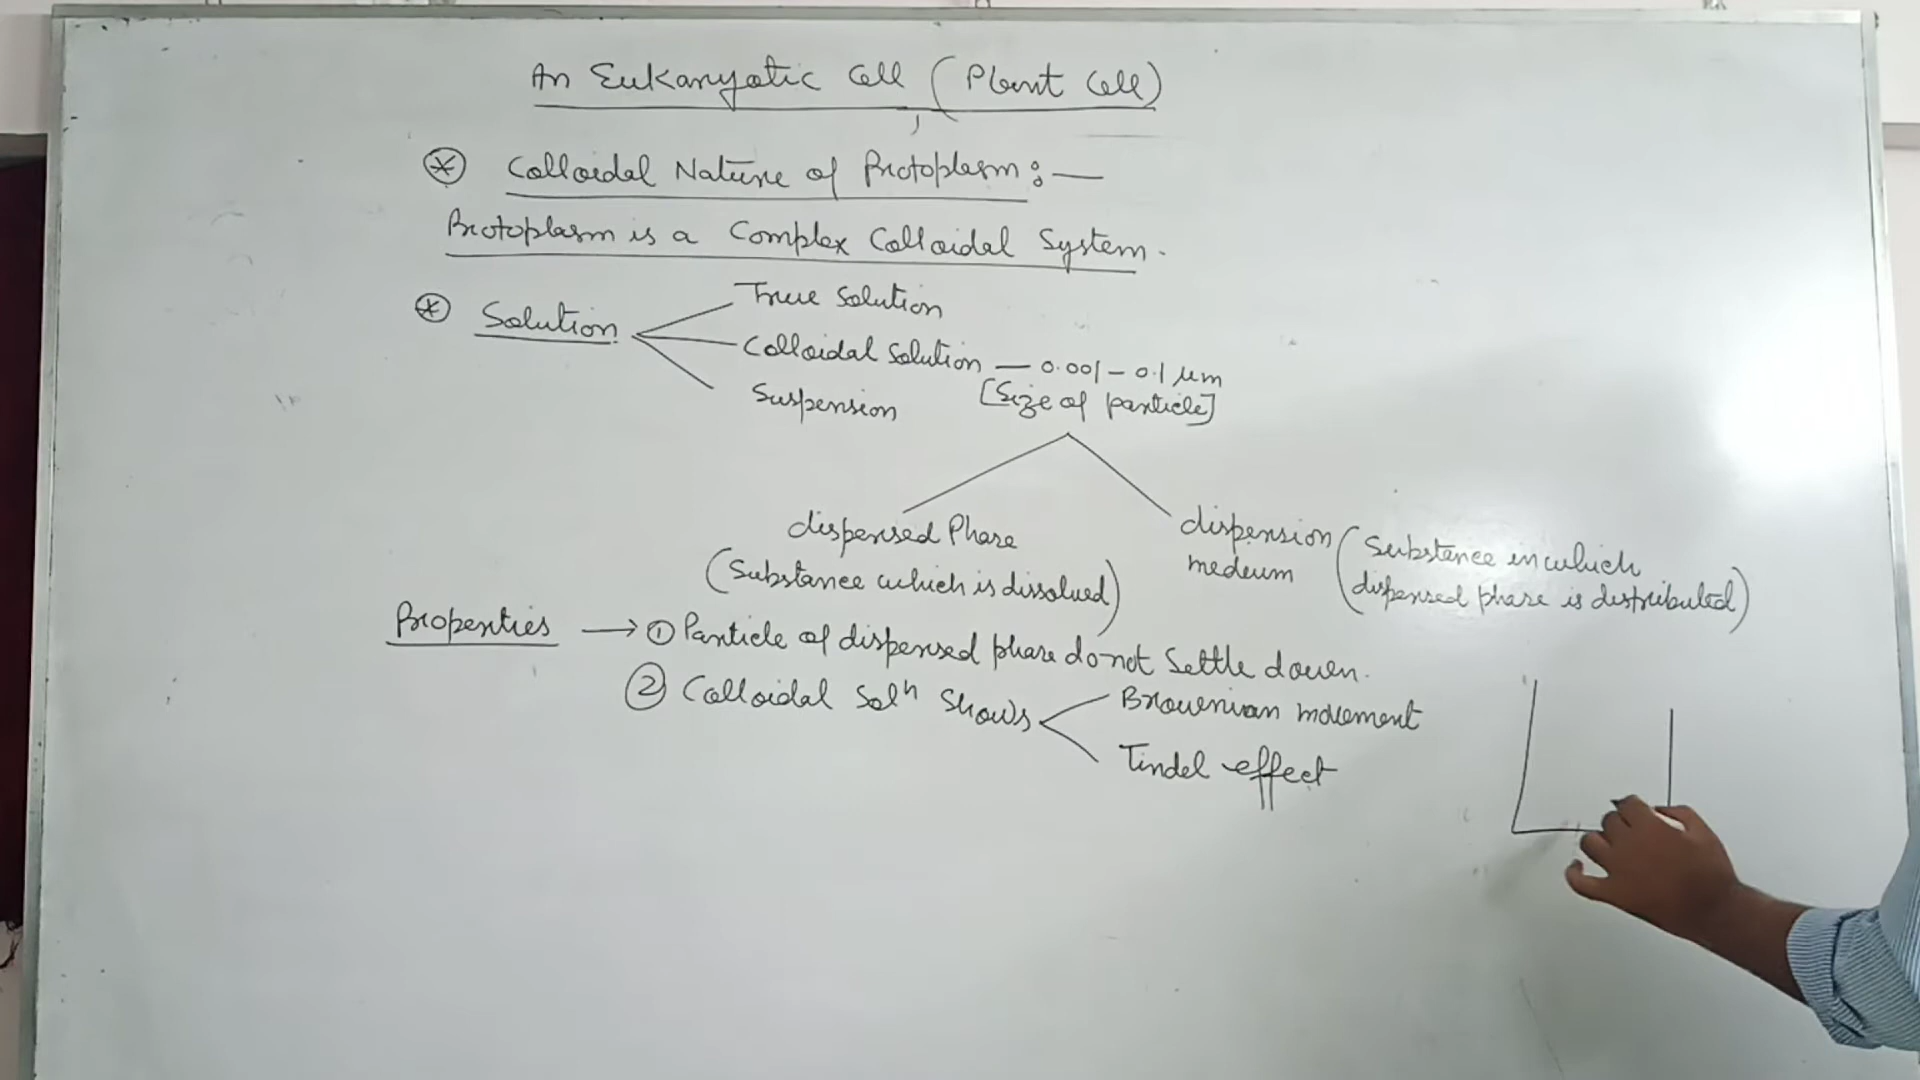 An Eukaryotic Cell (Plant Cell)
* Colloidal Nature of Protoplasm :—
Protoplasm is a Complex Colloidal System.
* Solution
True Solution
Colloidal Solution — 0.001 – 0.1 μm
[Size of particle]
Suspension
dispersed Phase
(Substance which is dissolved)
dispersion medium
(Substance in which
dispersed phase is distributed)
Properties → ① Particle of dispersed phase do not Settle down.
② Colloidal Solⁿ Shows
Brownian movement
Tindel effect